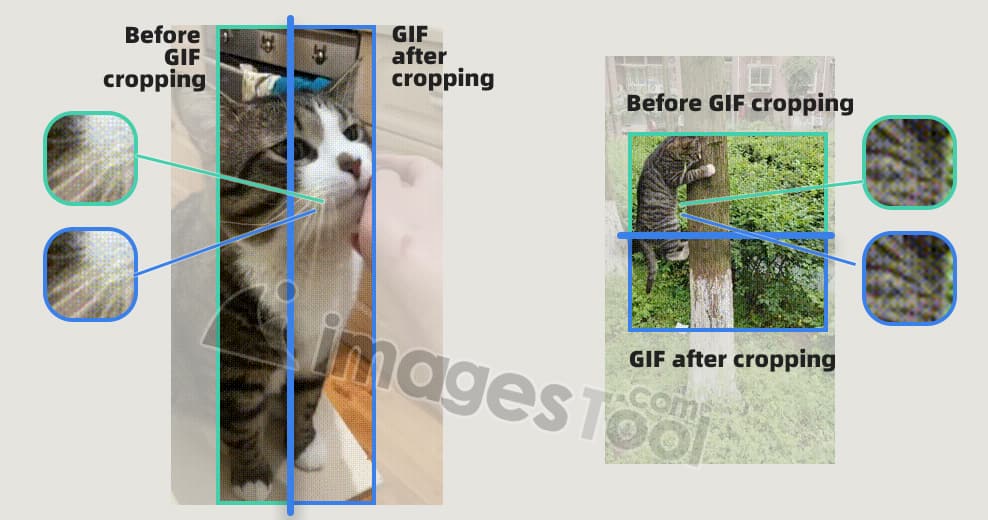 Before
GIF
cropping
GIF
after
cropping
Before GIF cropping
GIF after cropping
imagesTool
.com